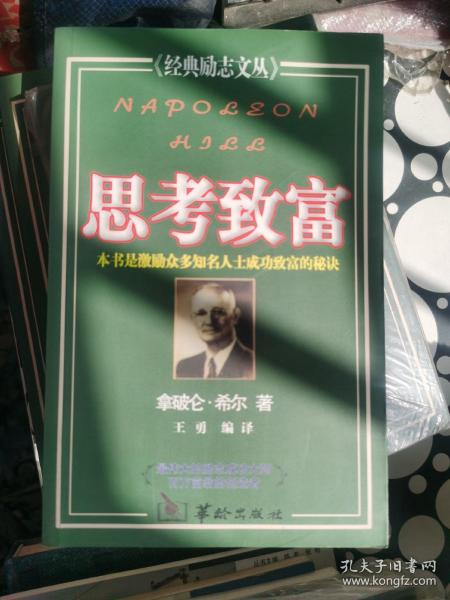 《经典励志文丛》
NAPOLEON
HILL
思考致富
本书是激励众多知名人士成功致富的秘诀
拿破仑·希尔 著
王勇 编译
华龄出版社
孔夫子旧书网
www.kongfz.com